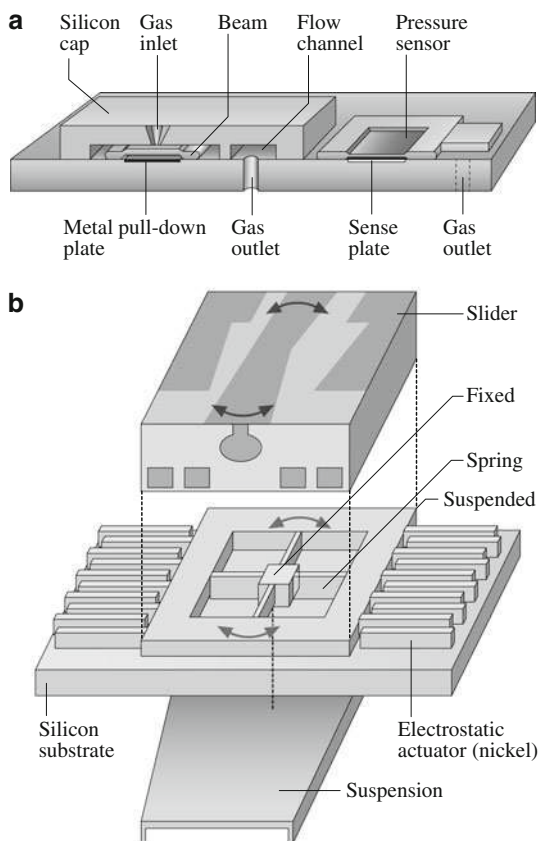 a
Silicon
cap
Gas
inlet
Beam
Flow
channel
Pressure
sensor
Metal pull-down
plate
Gas
outlet
Sense
plate
Gas
outlet
b
Slider
Fixed
Spring
Suspended
Silicon
substrate
Electrostatic
actuator (nickel)
Suspension